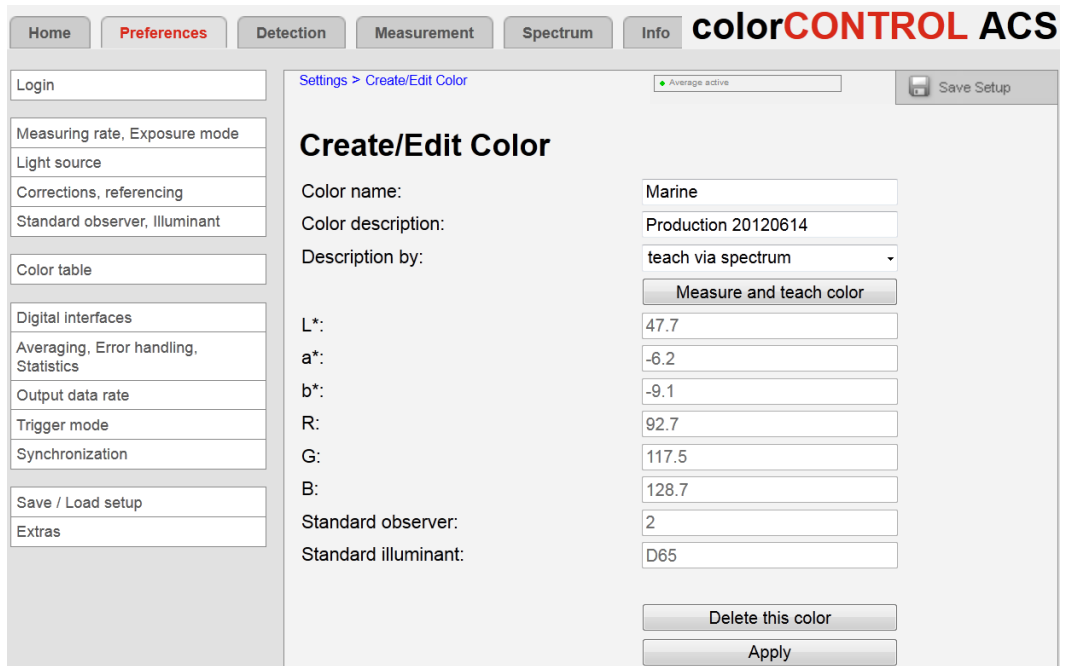 Home
Preferences
Detection
Measurement
Spectrum
Info
colorCONTROL ACS
Login
Measuring rate, Exposure mode
Light source
Corrections, referencing
Standard observer, Illuminant
Color table
Digital interfaces
Averaging, Error handling,
Statistics
Output data rate
Trigger mode
Synchronization
Save / Load setup
Extras
Settings > Create/Edit Color
Average active
Save Setup
Create/Edit Color
Color name: Marine
Color description: Production 20120614
Description by: teach via spectrum
Measure and teach color
L*: 47.7
a*: -6.2
b*: -9.1
R: 92.7
G: 117.5
B: 128.7
Standard observer: 2
Standard illuminant: D65
Delete this color
Apply